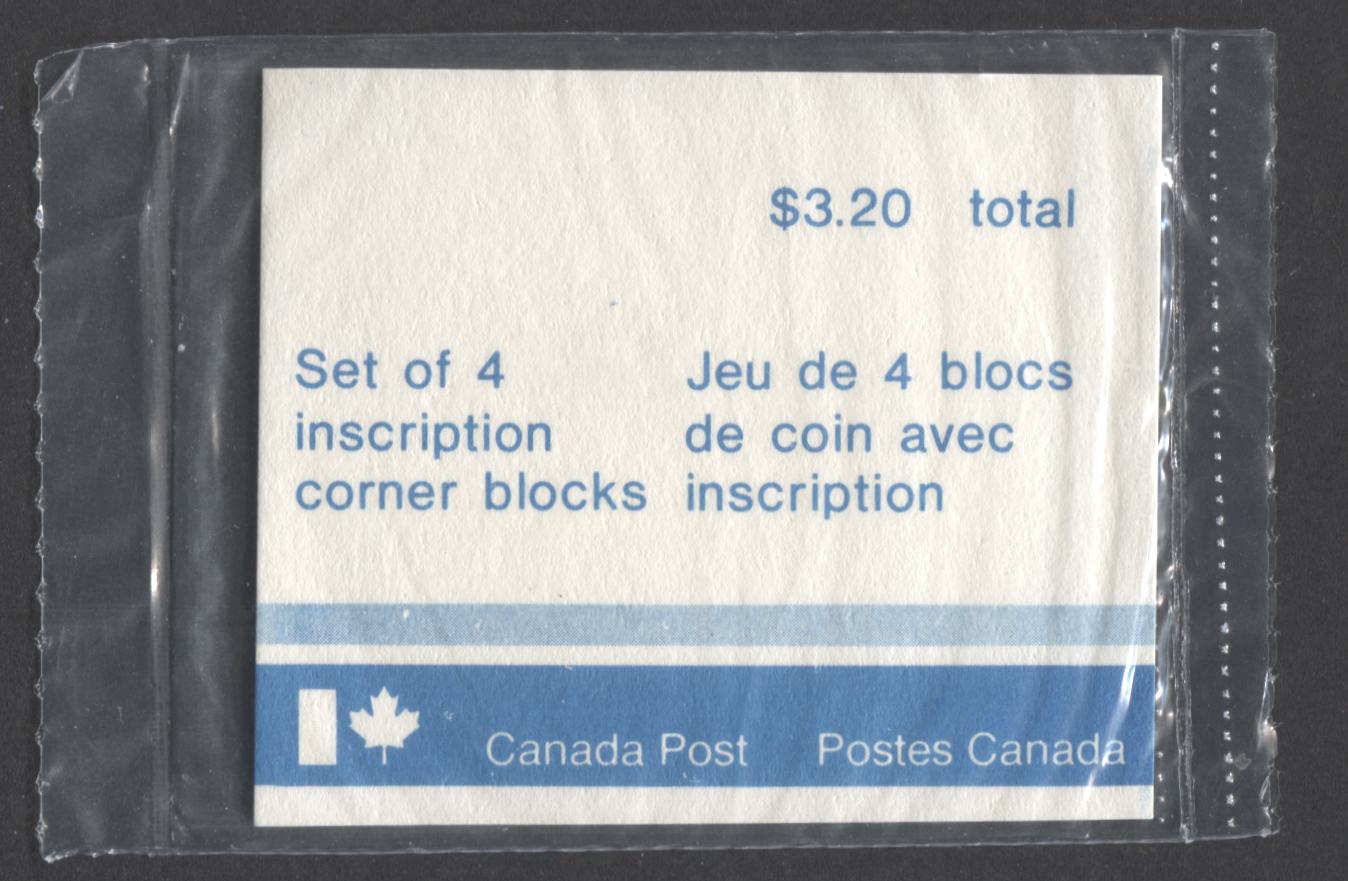 $3.20 total
Set of 4
inscription
corner blocks
Jeu de 4 blocs
de coin avec
inscription
Canada Post
Postes Canada